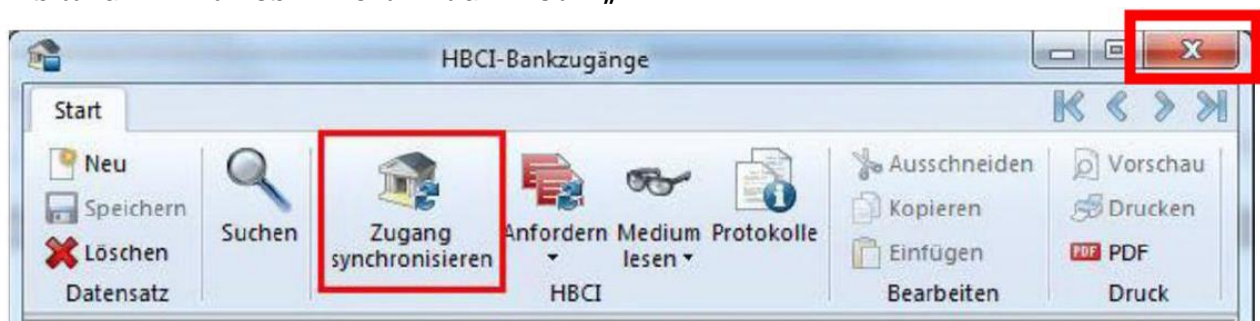 HBCI-Bankzugänge
Start
Neu
Speichern
Löschen
Datensatz
Suchen
Zugang
synchronisieren
Anfordern
Medium
lesen
Protokolle
HBCI
Ausschneiden
Kopieren
Einfügen
Bearbeiten
Vorschau
Drucken
PDF PDF
Druck